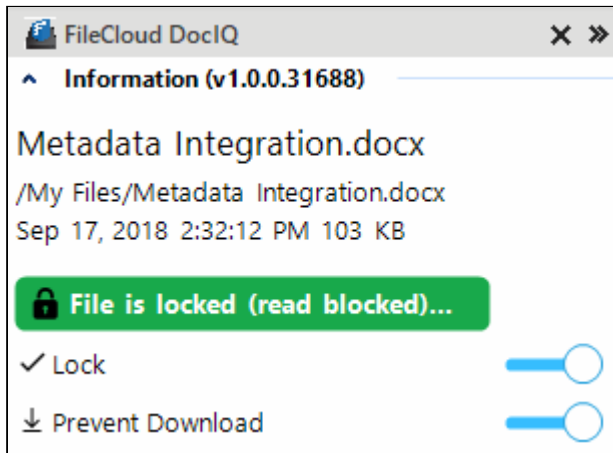 FileCloud DocIQ
Information (v1.0.0.31688)
Metadata Integration.docx
/My Files/Metadata Integration.docx
Sep 17, 2018 2:32:12 PM 103 KB
File is locked (read blocked)...
Lock
Prevent Download